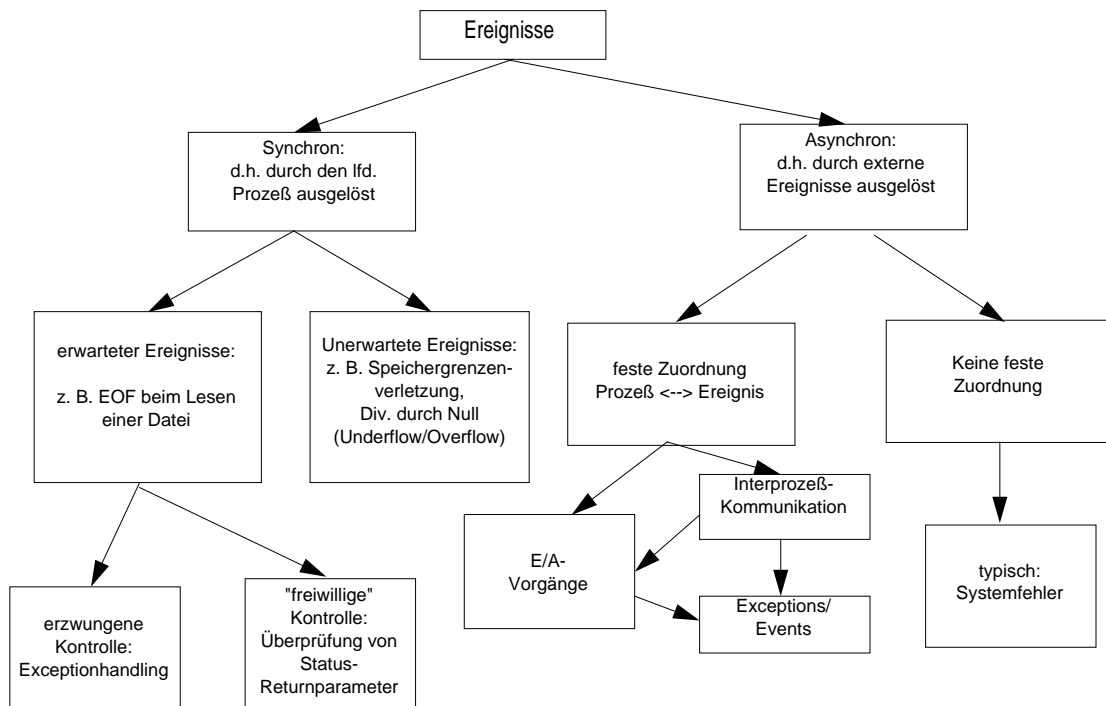 Ereignisse
Synchron:
d.h. durch den lfd.
Prozeß ausgelöst
Asynchron:
d.h. durch externe
Ereignisse ausgelöst
erwarteter Ereignisse:
z. B. EOF beim Lesen
einer Datei
Unerwartete Ereignisse:
z. B. Speichergrenzen-
verletzung,
Div. durch Null
(Underflow/Overflow)
feste Zuordnung
Prozeß <--> Ereignis
Keine feste
Zuordnung
erzwungene
Kontrolle:
Exceptionhandling
"freiwillige"
Kontrolle:
Überprüfung von
Status-
Returnparameter
E/A-
Vorgänge
Interprozeß-
Kommunikation
Exceptions/
Events
typisch:
Systemfehler